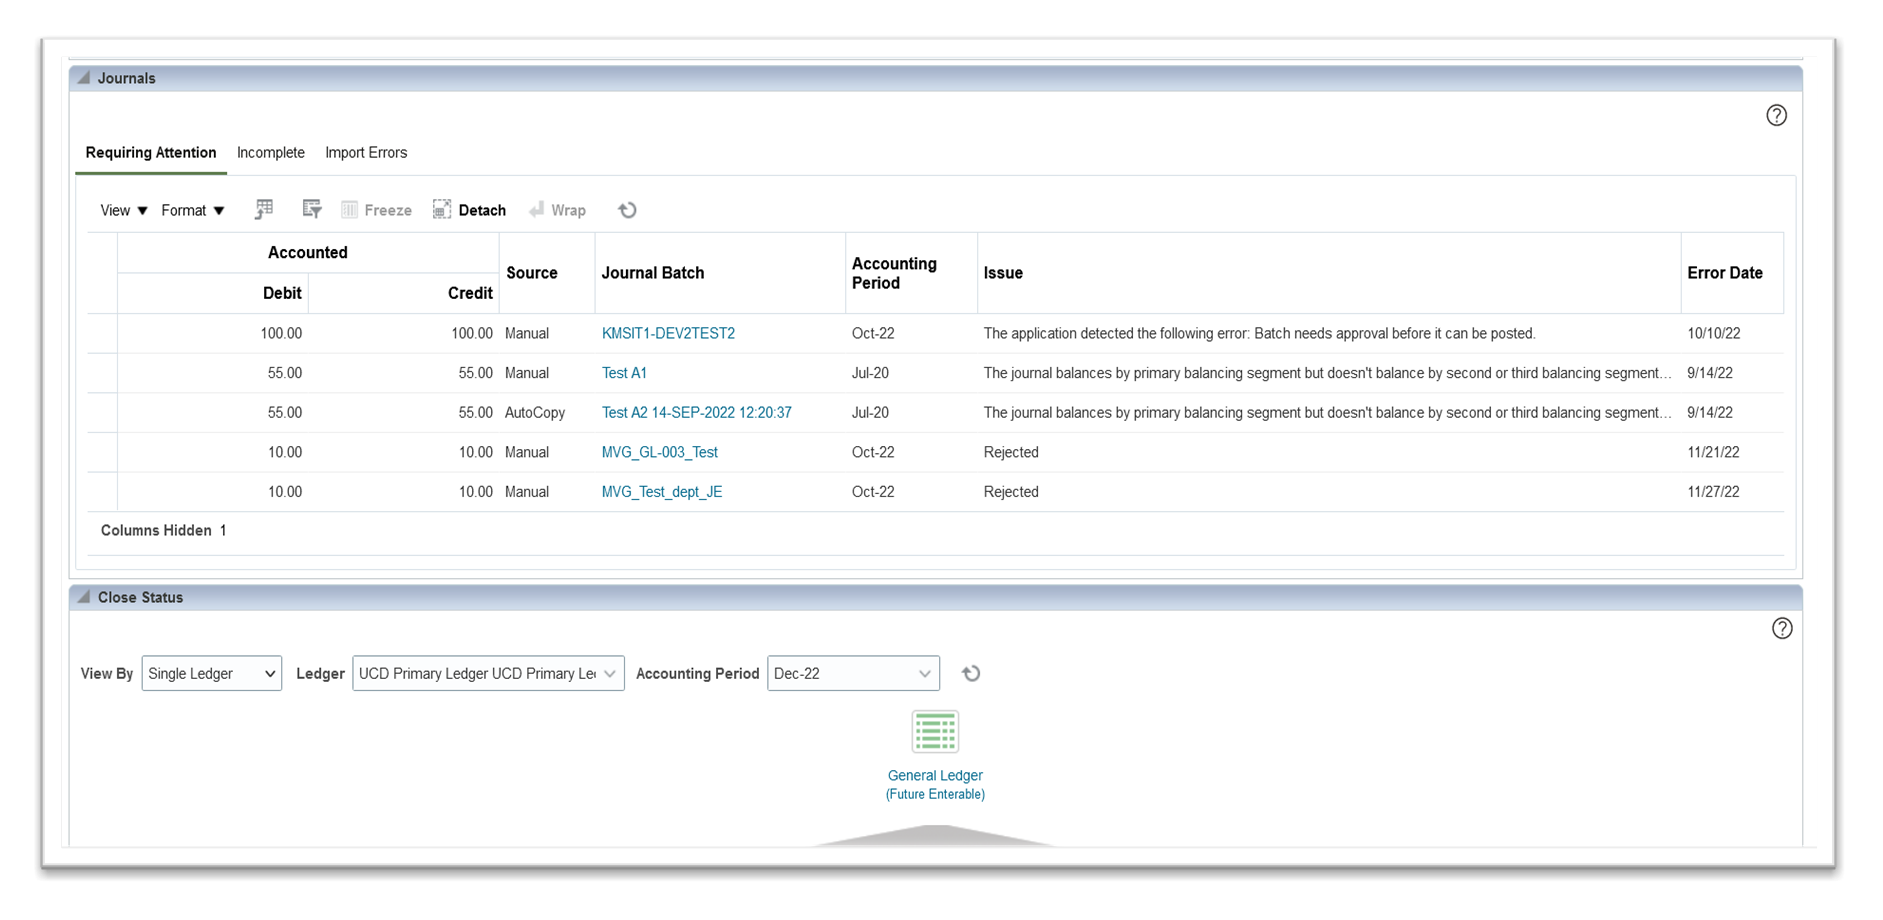 Journals
?
Requiring Attention Incomplete Import Errors
View Format Freeze Detach Wrap
Accounted
Debit Credit Source Journal Batch Accounting Period Issue Error Date
100.00 100.00 Manual KMSIT1-DEV2TEST2 Oct-22 The application detected the following error: Batch needs approval before it can be posted. 10/10/22
55.00 55.00 Manual Test A1 Jul-20 The journal balances by primary balancing segment but doesn't balance by second or third balancing segment... 9/14/22
55.00 55.00 AutoCopy Test A2 14-SEP-2022 12:20:37 Jul-20 The journal balances by primary balancing segment but doesn't balance by second or third balancing segment... 9/14/22
10.00 10.00 Manual MVG_GL-003_Test Oct-22 Rejected 11/21/22
10.00 10.00 Manual MVG_Test_dept_JE Oct-22 Rejected 11/27/22
Columns Hidden 1
Close Status
?
View By Single Ledger Ledger UCD Primary Ledger UCD Primary Le Accounting Period Dec-22
General Ledger
(Future Enterable)